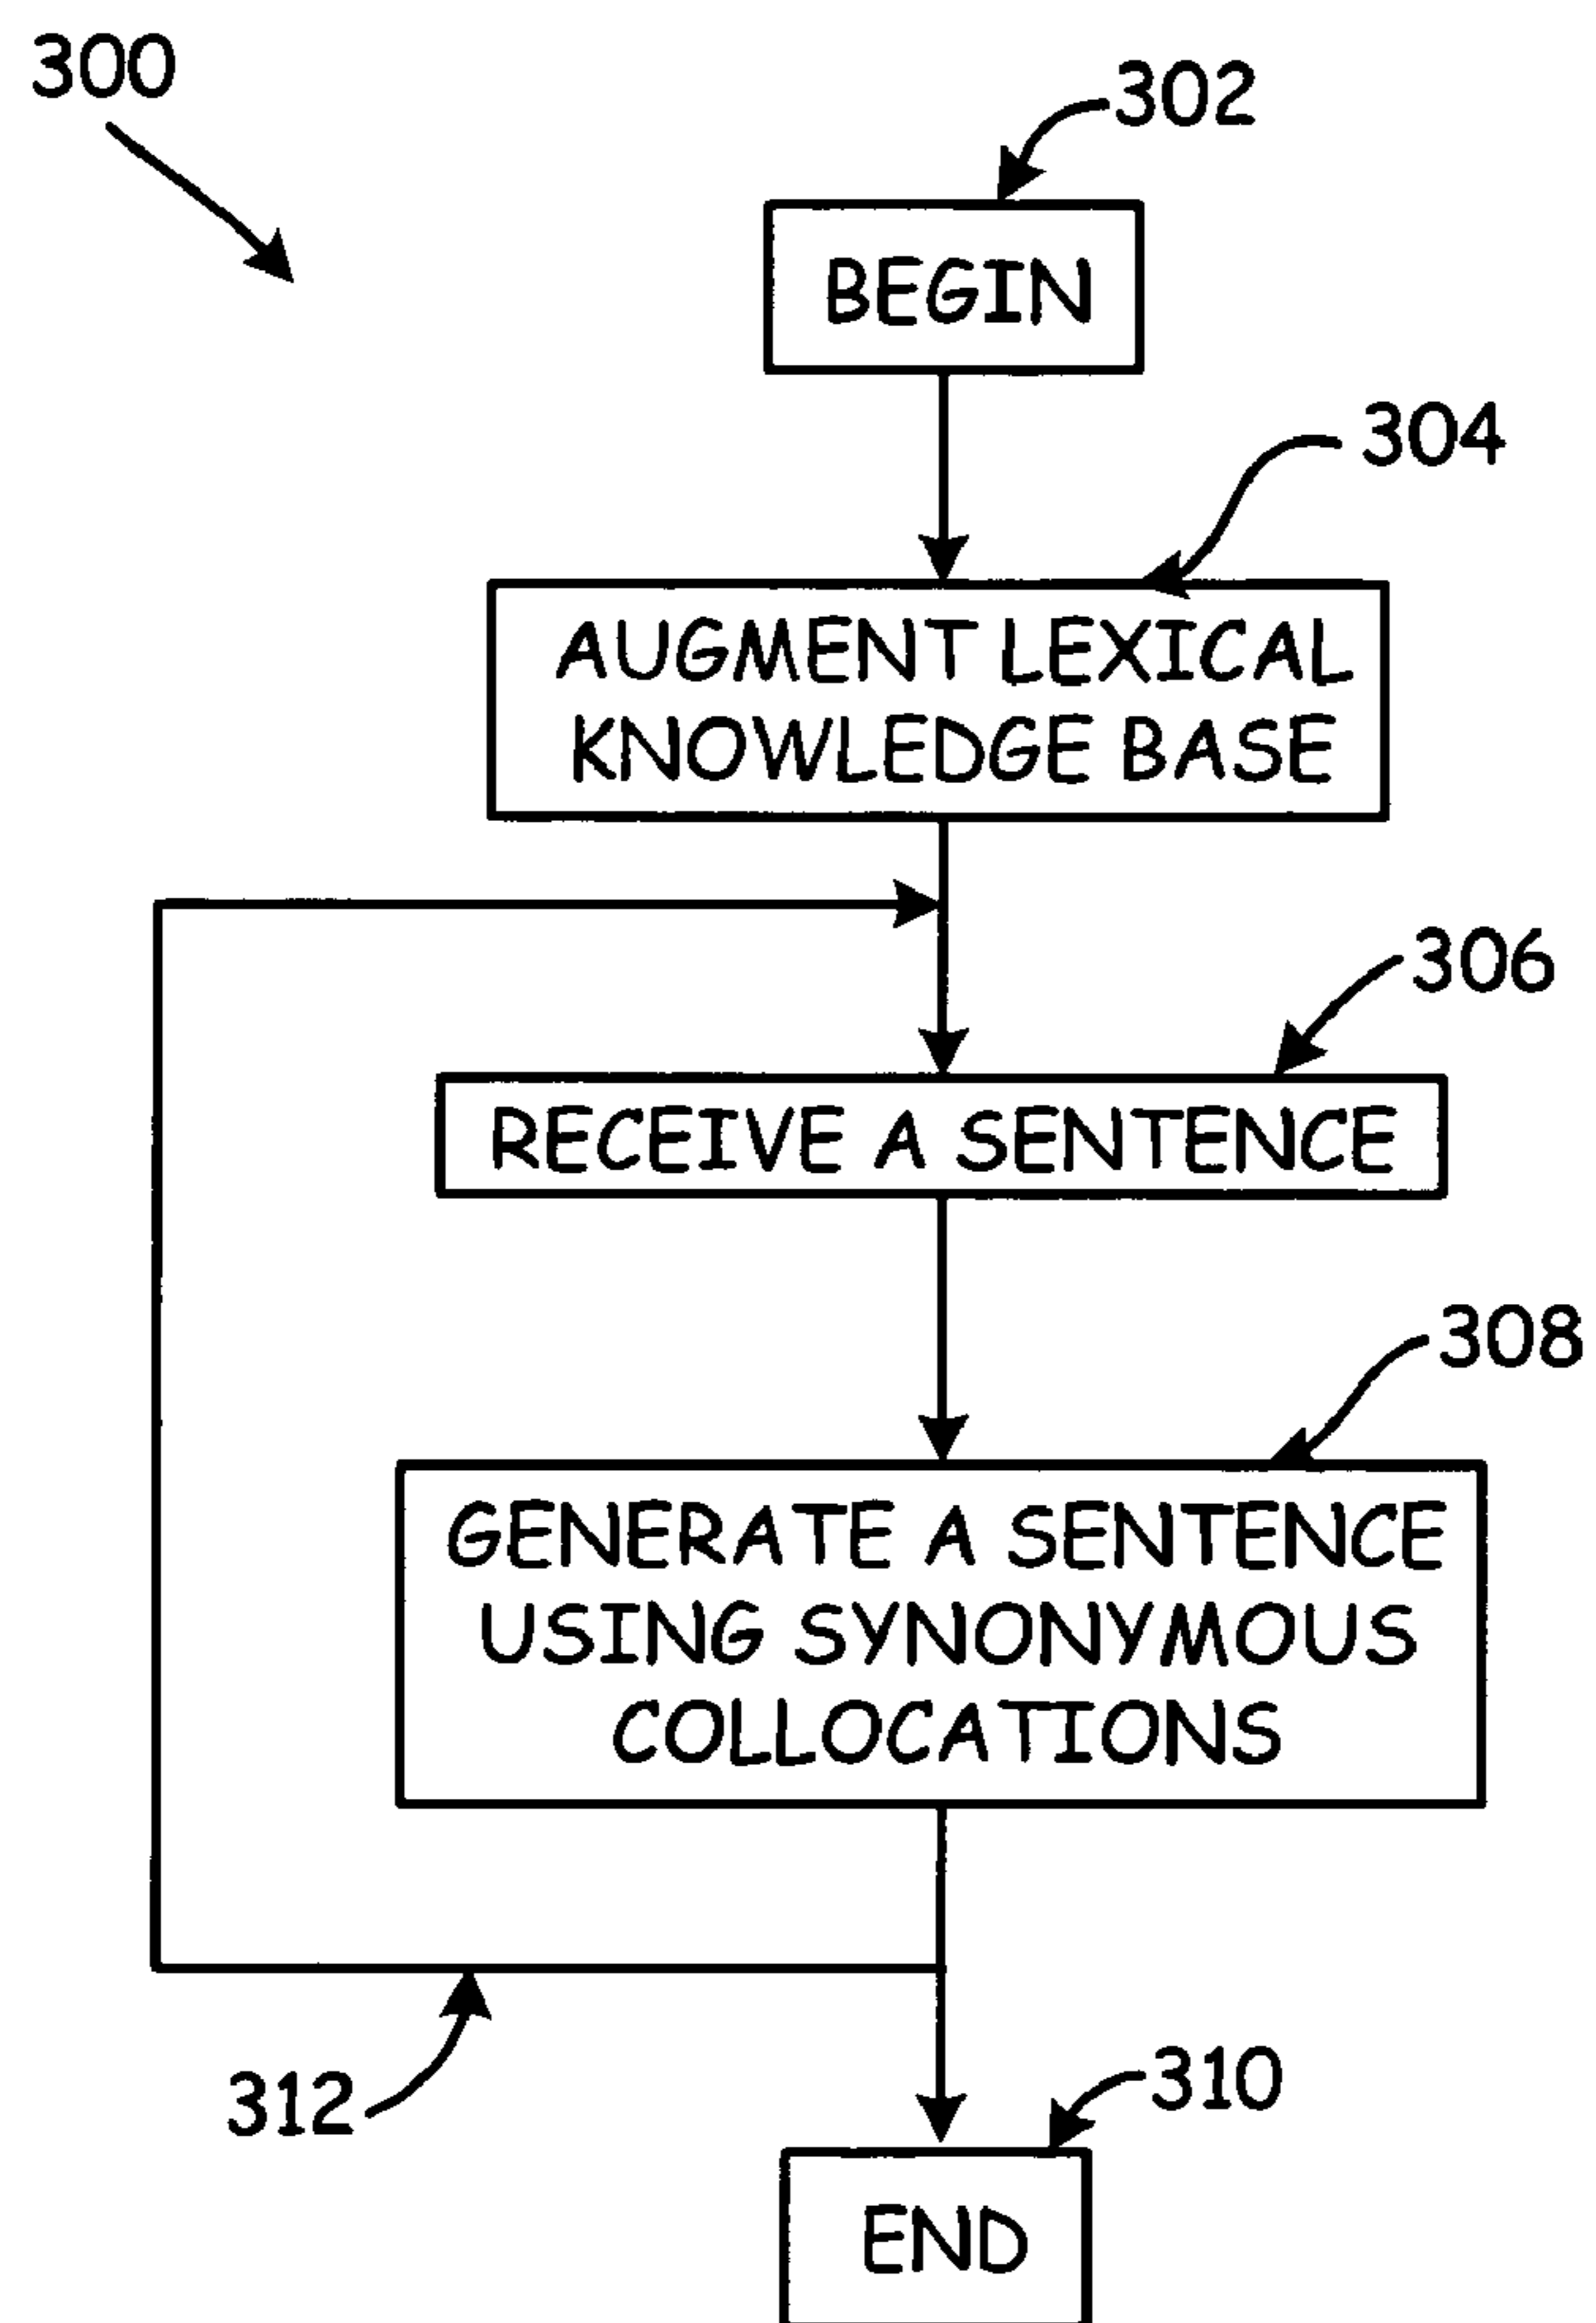 300
302
BEGIN
304
AUGMENT LEXICAL
KNOWLEDGE BASE
306
RECEIVE A SENTENCE
308
GENERATE A SENTENCE
USING SYNONYMOUS
COLLOCATIONS
312
310
END